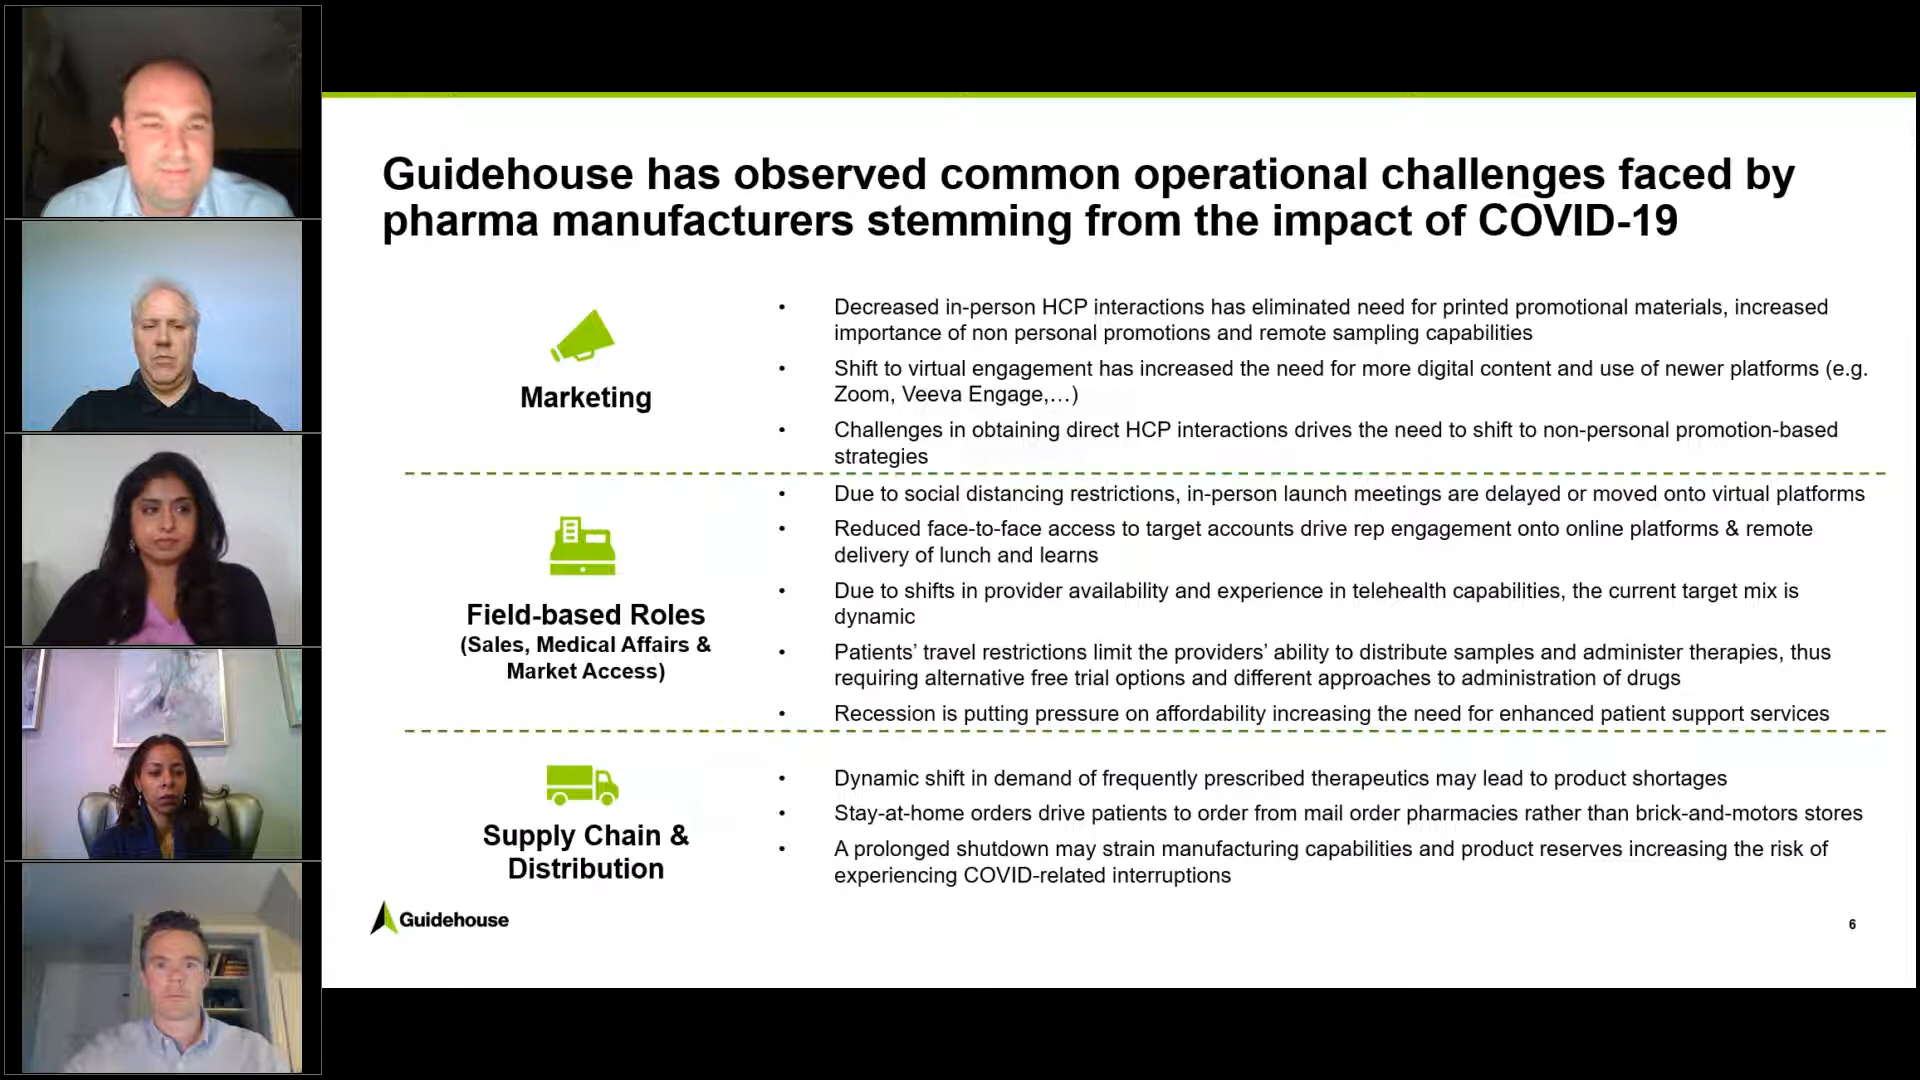 Guidehouse has observed common operational challenges faced by
pharma manufacturers stemming from the impact of COVID-19
Marketing
• Decreased in-person HCP interactions has eliminated need for printed promotional materials, increased
importance of non personal promotions and remote sampling capabilities
• Shift to virtual engagement has increased the need for more digital content and use of newer platforms (e.g.
Zoom, Veeva Engage,…)
• Challenges in obtaining direct HCP interactions drives the need to shift to non-personal promotion-based
strategies
Field-based Roles
(Sales, Medical Affairs &
Market Access)
• Due to social distancing restrictions, in-person launch meetings are delayed or moved onto virtual platforms
• Reduced face-to-face access to target accounts drive rep engagement onto online platforms & remote
delivery of lunch and learns
• Due to shifts in provider availability and experience in telehealth capabilities, the current target mix is
dynamic
• Patients’ travel restrictions limit the providers’ ability to distribute samples and administer therapies, thus
requiring alternative free trial options and different approaches to administration of drugs
• Recession is putting pressure on affordability increasing the need for enhanced patient support services
Supply Chain &
Distribution
• Dynamic shift in demand of frequently prescribed therapeutics may lead to product shortages
• Stay-at-home orders drive patients to order from mail order pharmacies rather than brick-and-motors stores
• A prolonged shutdown may strain manufacturing capabilities and product reserves increasing the risk of
experiencing COVID-related interruptions
Guidehouse
6